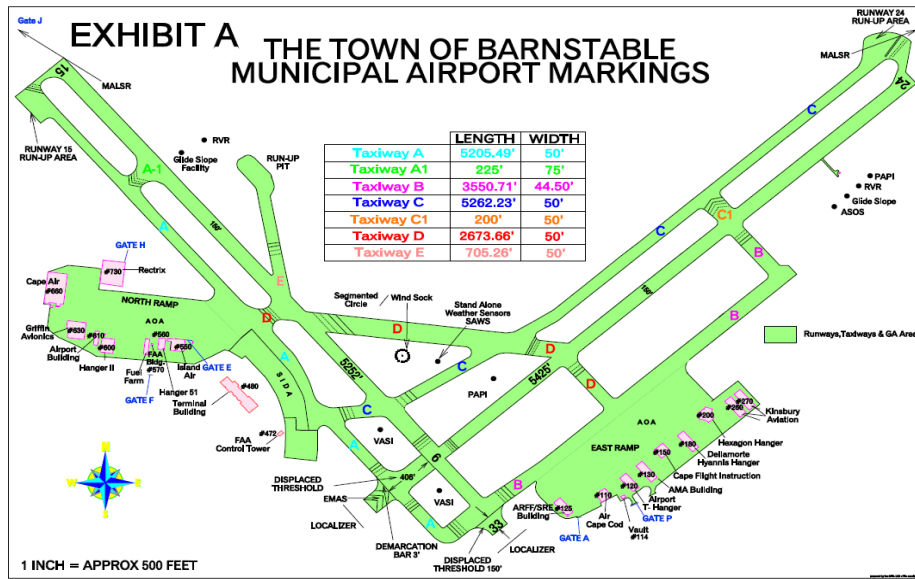 Gate J
EXHIBIT A
THE TOWN OF BARNSTABLE
MUNICIPAL AIRPORT MARKINGS
RUNWAY 24
RUN-UP AREA
MALSR
15
MALSR
24
RUNWAY 15
RUN-UP AREA
RVR
Glide Slope
Facility
RUN-UP
PIT
A-1
A
150'
LENGTH WIDTH
Taxiway A 5205.49' 50'
Taxiway A1 225' 75'
Taxiway B 3550.71' 44.50'
Taxiway C 5262.23' 50'
Taxiway C1 200' 50'
Taxiway D 2673.66' 50'
Taxiway E 705.26' 50'
C
C
C1
PAPI
RVR
Glide Slope
ASOS
B
B
150'
GATE H
#730
Rectrix
Cape Air
#660
NORTH RAMP
E
D
Segmented
Circle
Wind Sock
Stand Alone
Weather Sensors
SAWS
D
D
D
Runways,Taxiways & GA Area
Griffin
Avionics
#630
Airport
Building
#610
#600
Hanger II
AOA
#560
FAA
Bldg.
#570
#550
Island
Air
GATE E
Fuel
Farm
GATE F
Hanger 51
Terminal
Building
#480
SIDA
A
5252'
5425'
C
C
PAPI
VASI
#472
FAA
Control Tower
A
6
DISPLACED
THRESHOLD
406'
EMAS
LOCALIZER
DEMARCATION
BAR 3'
VASI
A
33
B
DISPLACED
THRESHOLD 150'
LOCALIZER
EAST RAMP
AOA
#270
#260
Kinsbury
Aviation
#200
Hexagon Hanger
#180
Dellamorte
Hyannis Hanger
#150
Cape Flight Instruction
#130
AMA Building
#120
Airport
T- Hanger
#110
Air
Cape Cod
GATE P
Vault
#114
ARFF/SRE
Building
#125
GATE A
N
W
E
S
1 INCH = APPROX 500 FEET